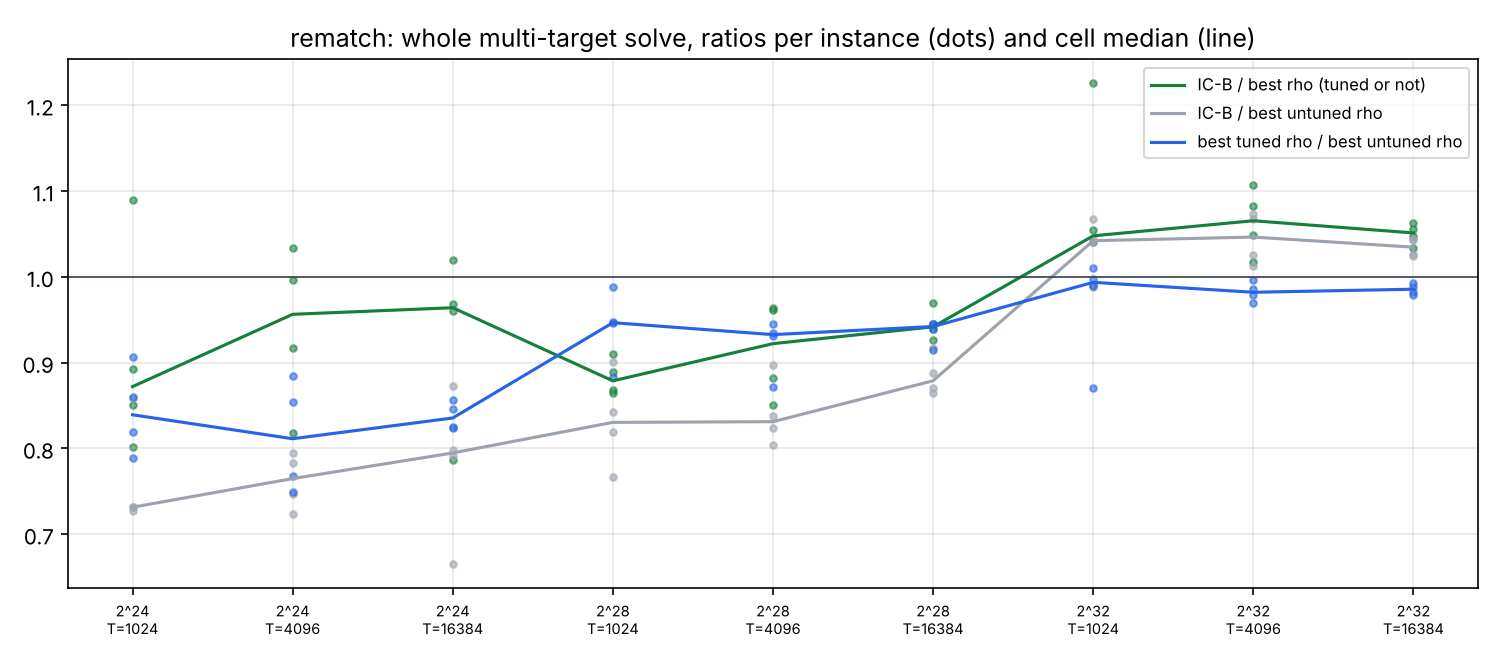 rematch: whole multi-target solve, ratios per instance (dots) and cell median (line)
IC-B / best rho (tuned or not)
IC-B / best untuned rho
best tuned rho / best untuned rho
1.2
1.1
1.0
0.9
0.8
0.7
2^24 2^24 2^24 2^28 2^28 2^28 2^32 2^32 2^32
T=1024 T=4096 T=16384 T=1024 T=4096 T=16384 T=1024 T=4096 T=16384